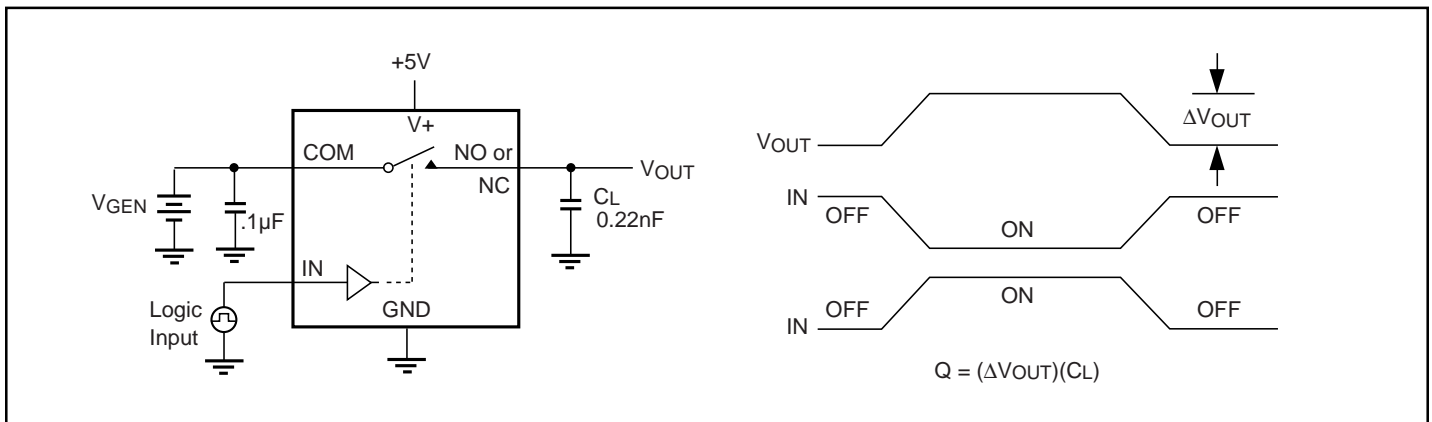 +5V
V+
COM
NO or
NC
VOUT
VGEN
.1µF
CL
0.22nF
IN
Logic
Input
GND
VOUT
ΔVOUT
IN
OFF
ON
OFF
IN
OFF
ON
OFF
Q = (ΔVOUT)(CL)